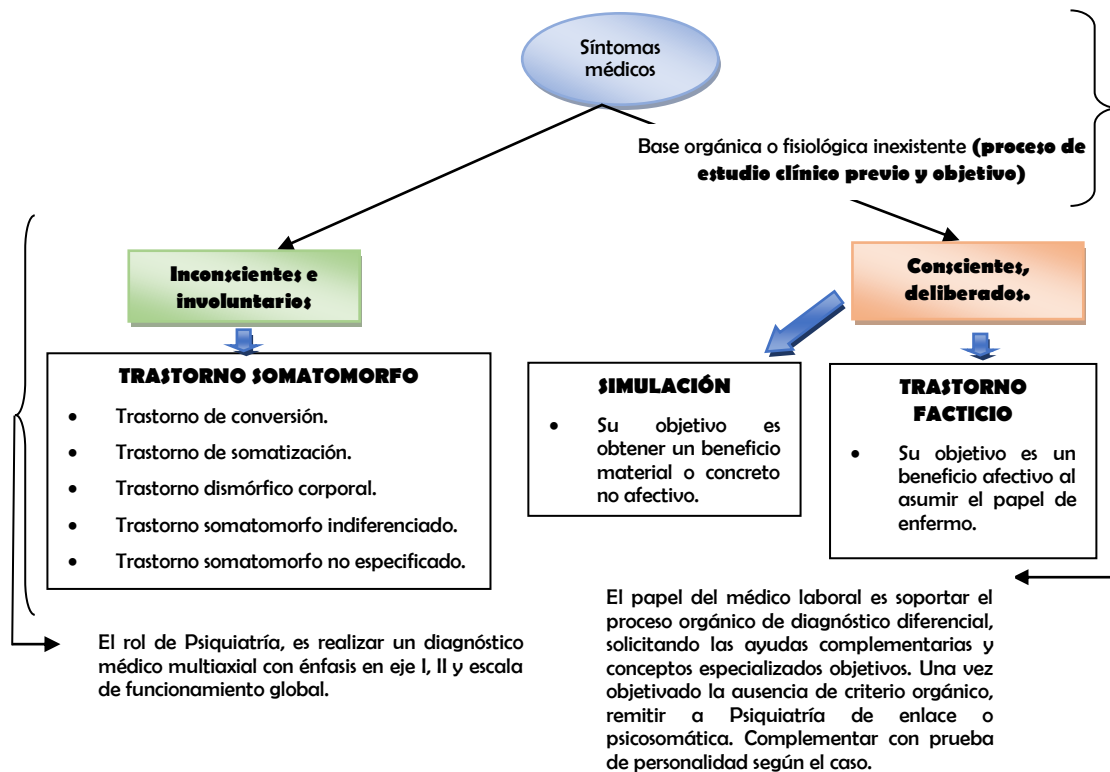 Síntomas
médicos
Base orgánica o fisiológica inexistente (proceso de
estudio clínico previo y objetivo)
Inconscientes e
involuntarios
Conscientes,
deliberados.
TRASTORNO SOMATOMORFO
• Trastorno de conversión.
• Trastorno de somatización.
• Trastorno dismórfico corporal.
• Trastorno somatomorfo indiferenciado.
• Trastorno somatomorfo no especificado.
SIMULACIÓN
• Su objetivo es
obtener un beneficio
material o concreto
no afectivo.
TRASTORNO
FACTICIO
• Su objetivo es un
beneficio afectivo al
asumir el papel de
enfermo.
El rol de Psiquiatría, es realizar un diagnóstico
médico multiaxial con énfasis en eje I, II y escala
de funcionamiento global.
El papel del médico laboral es soportar el
proceso orgánico de diagnóstico diferencial,
solicitando las ayudas complementarias y
conceptos especializados objetivos. Una vez
objetivado la ausencia de criterio orgánico,
remitir a Psiquiatría de enlace o
psicosomática. Complementar con prueba
de personalidad según el caso.